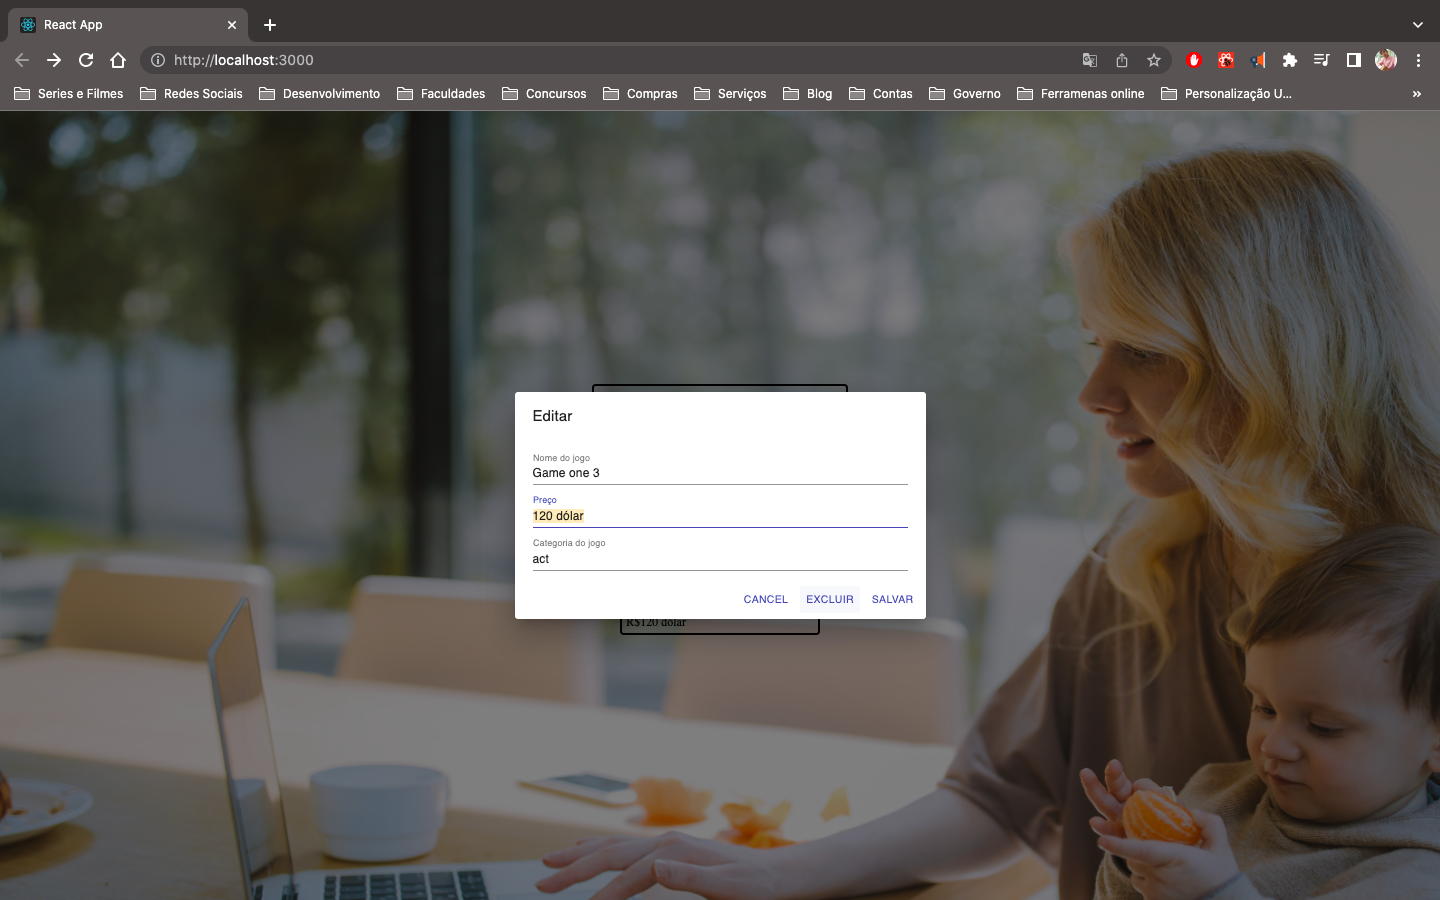 React App
http://localhost:3000
Series e Filmes Redes Sociais Desenvolvimento Faculdades Concursos Compras Serviços Blog Contas Governo Ferramenas online Personalização U...
Editar
Nome do jogo
Game one 3
Preço
120 dólar
Categoria do jogo
act
CANCEL EXCLUIR SALVAR
R$120 dólar